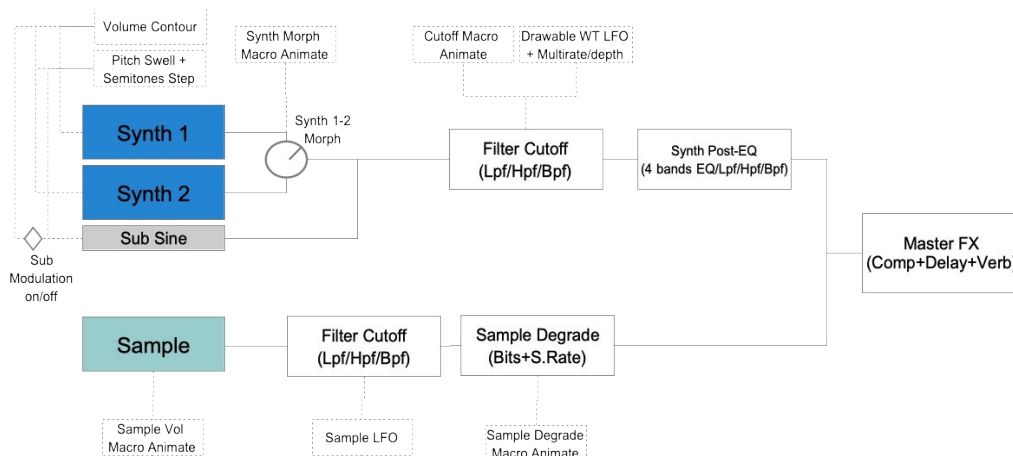 Volume Contour
Pitch Swell +
Semitones Step
Synth Morph
Macro Animate
Cutoff Macro
Animate
Drawable WT LFO
+ Multirate/depth
Synth 1
Synth 2
Sub Sine
Synth 1-2
Morph
Filter Cutoff
(Lpf/Hpf/Bpf)
Synth Post-EQ
(4 bands EQ/Lpf/Hpf/Bpf)
Master FX
(Comp+Delay+Verb)
Sub
Modulation
on/off
Sample
Filter Cutoff
(Lpf/Hpf/Bpf)
Sample Degrade
(Bits+S.Rate)
Sample Vol
Macro Animate
Sample LFO
Sample Degrade
Macro Animate